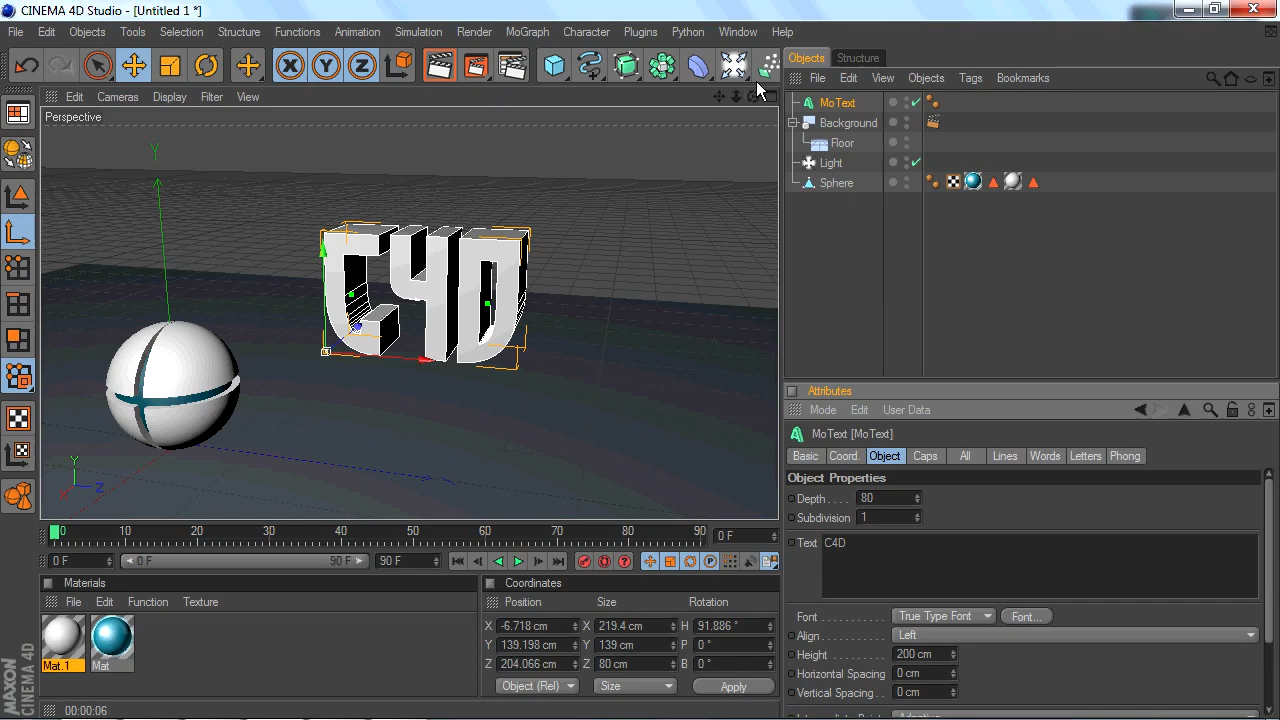 CINEMA 4D Studio - [Untitled 1 *]
File Edit Objects Tools Selection Structure Functions Animation Simulation Render MoGraph Character Plugins Python Window Help
Objects Structure
File Edit View Objects Tags Bookmarks
Edit Cameras Display Filter View
Perspective
MoText
Background
Floor
Light
Sphere
Y
C4D
Y
X
Z
Attributes
Mode Edit User Data
MoText [MoText]
Basic Coord. Object Caps All Lines Words Letters Phong
Object Properties
Depth.... 80
Subdivision 1
Text C4D
Font........... True Type Font Font...
Align........... Left
Height......... 200 cm
Horizontal Spacing 0 cm
Vertical Spacing.. 0 cm
0 10 20 30 40 50 60 70 80 90 0 F
0 F 0 F 90 F 90 F
Materials
File Edit Function Texture
Mat.1 Mat
Coordinates
Position Size Rotation
X -6.718 cm X 219.4 cm H 91.886 °
Y 139.198 cm Y 139 cm P 0 °
Z 204.066 cm Z 80 cm B 0 °
Object (Rel) Size Apply
MAXON
CINEMA 4D
00:00:06